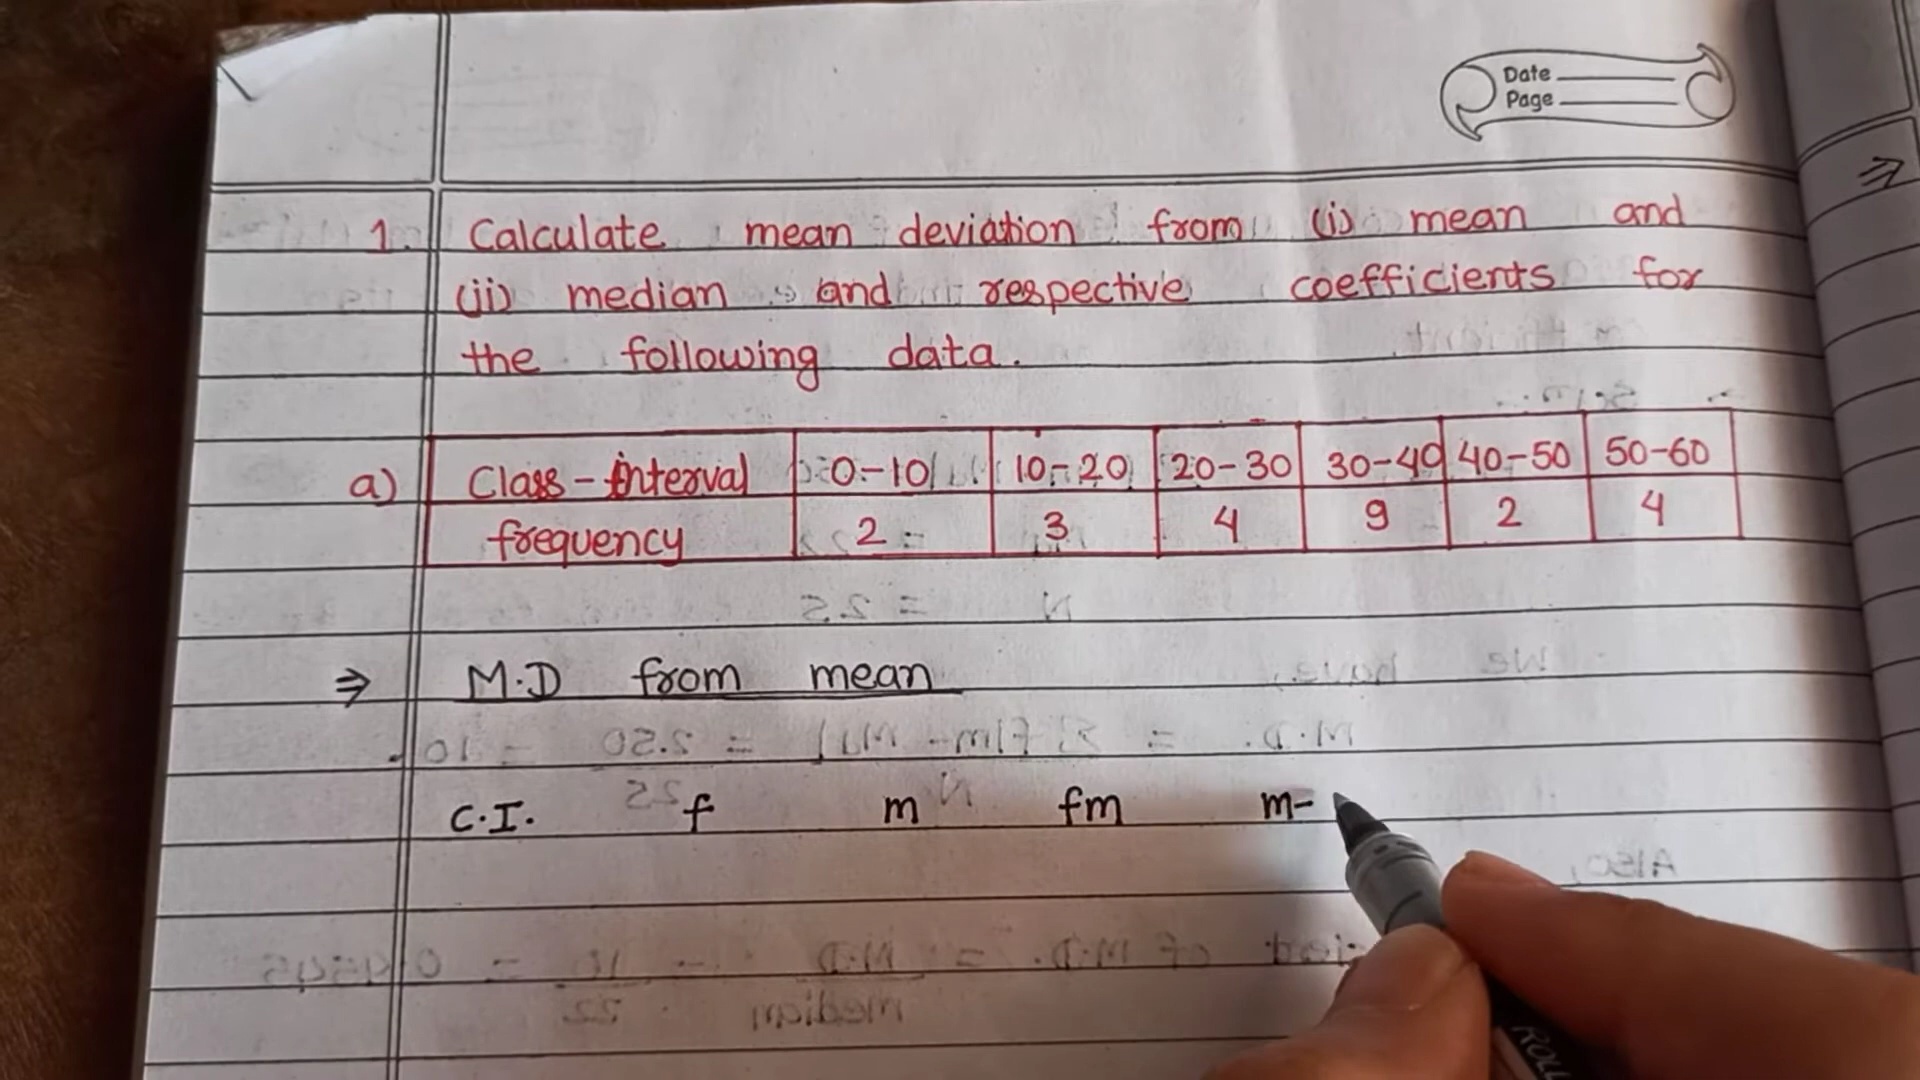 Date
Page
1. Calculate mean deviation from (i) mean and
(ii) median and respective coefficients for
the following data.
a) Class-interval 0-10 10-20 20-30 30-40 40-50 50-60
frequency 2 3 4 9 2 4
⇒ M.D from mean
C.I. f m fm m-
ROLL